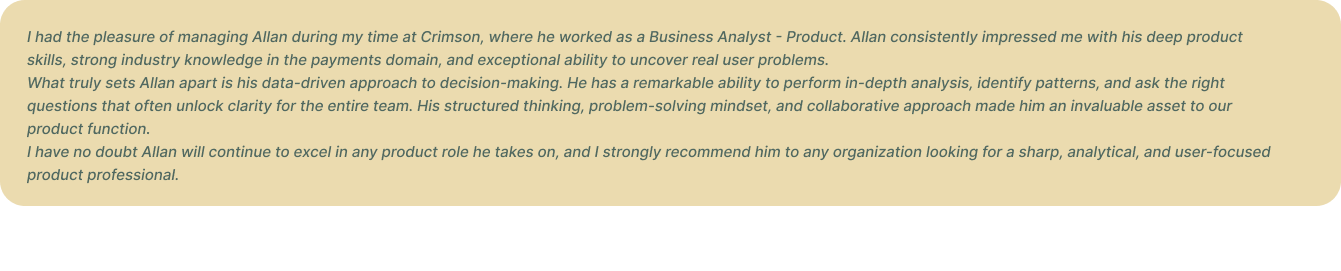 I had the pleasure of managing Allan during my time at Crimson, where he worked as a Business Analyst - Product. Allan consistently impressed me with his deep product
skills, strong industry knowledge in the payments domain, and exceptional ability to uncover real user problems.
What truly sets Allan apart is his data-driven approach to decision-making. He has a remarkable ability to perform in-depth analysis, identify patterns, and ask the right
questions that often unlock clarity for the entire team. His structured thinking, problem-solving mindset, and collaborative approach made him an invaluable asset to our
product function.
I have no doubt Allan will continue to excel in any product role he takes on, and I strongly recommend him to any organization looking for a sharp, analytical, and user-focused
product professional.